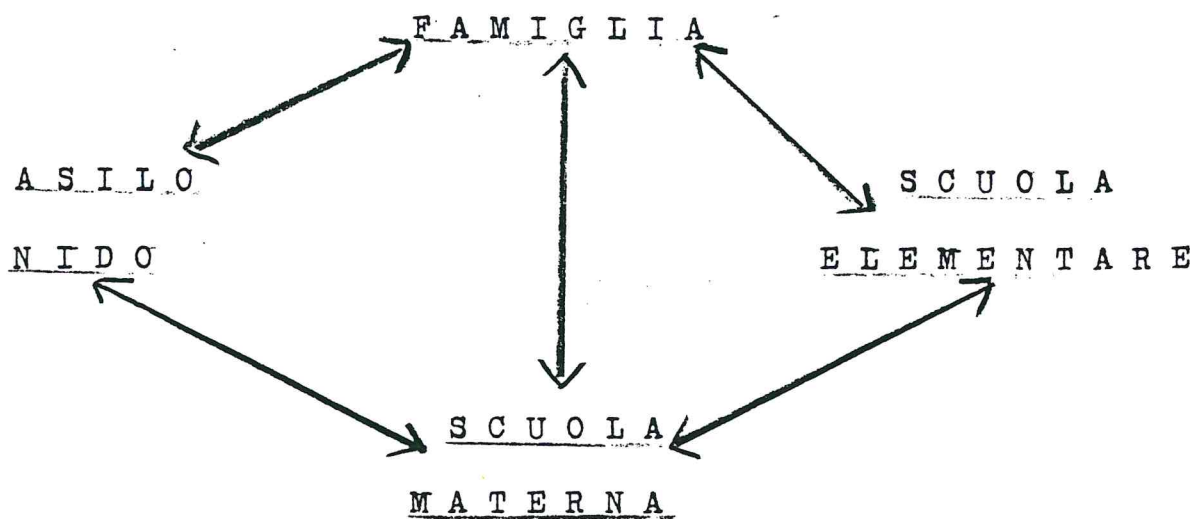 FAMIGLIA
ASILO
NIDO
SCUOLA
ELEMENTARE
SCUOLA
MATERNA